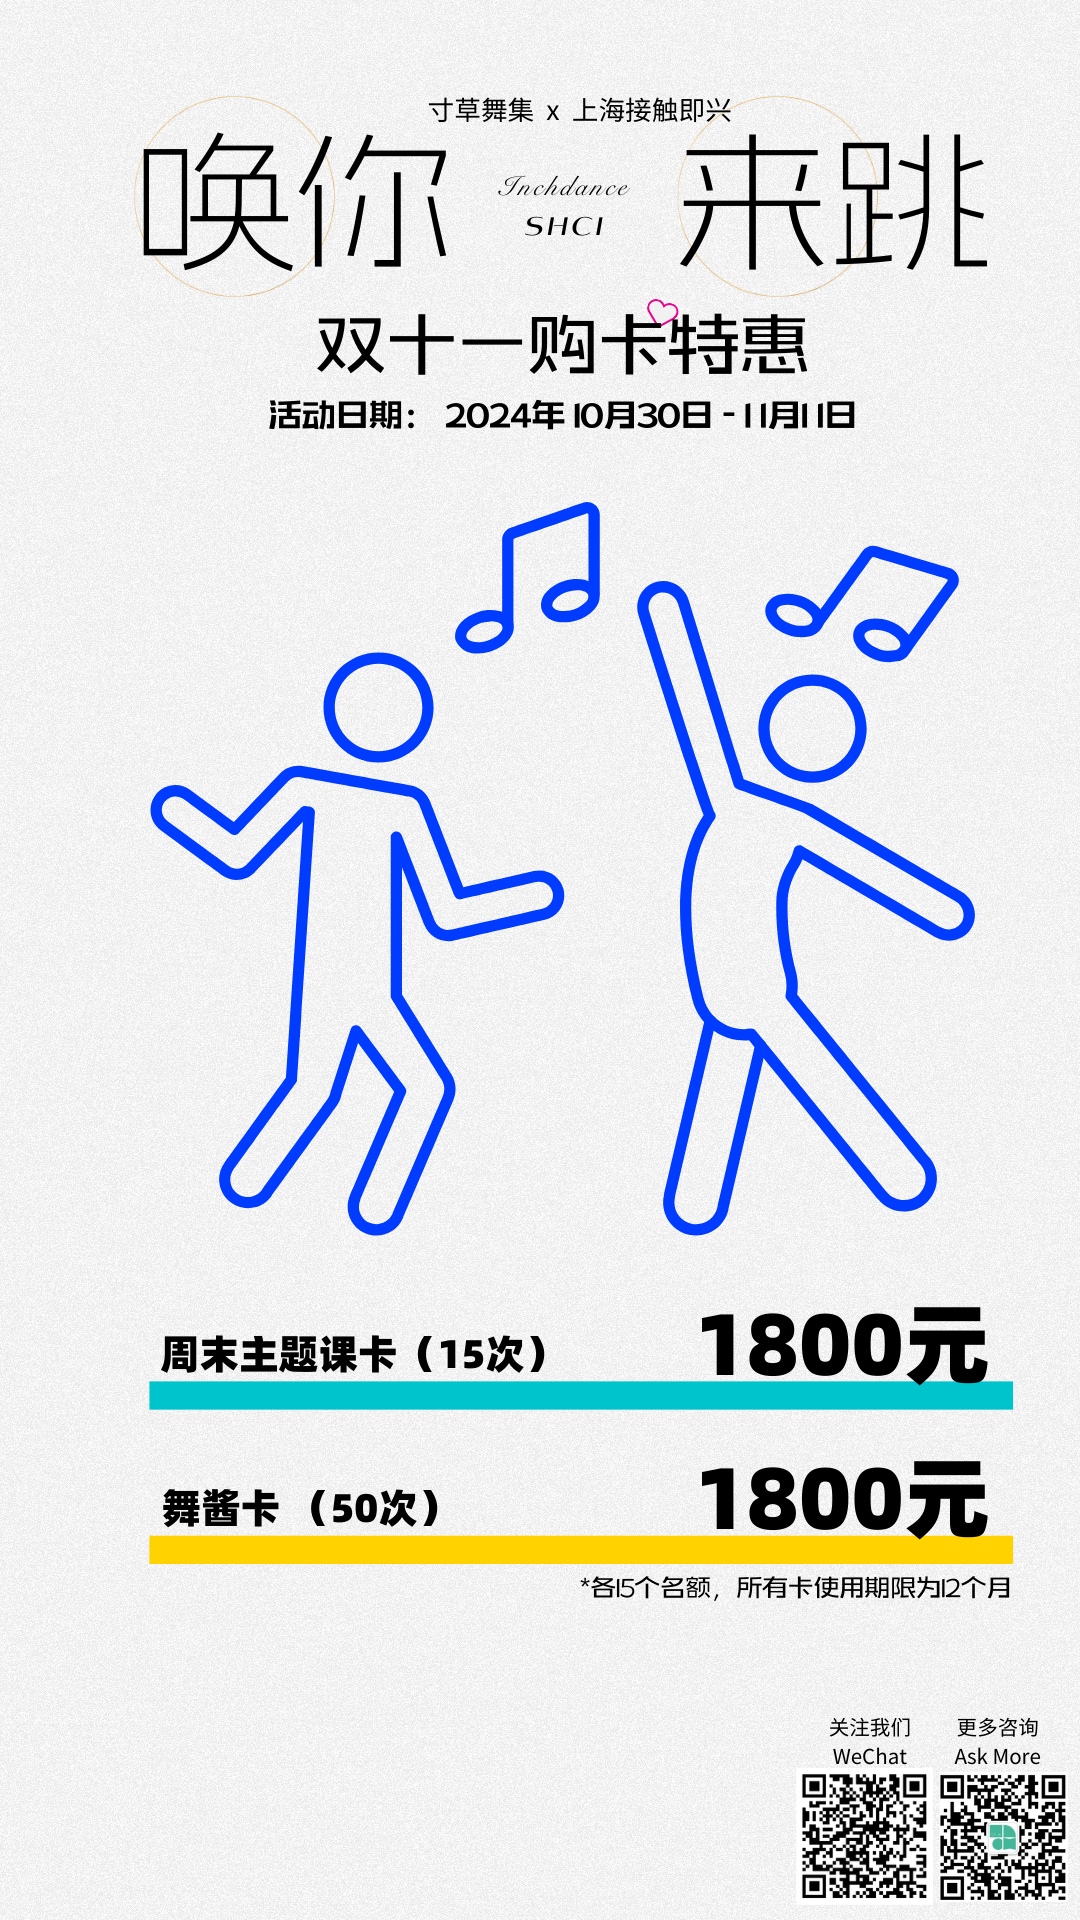 寸草舞集 x 上海接触即兴
唤你 来跳
Inchdance
SHCI
双十一购卡特惠
活动日期： 2024年10月30日 - 11月11日
周末主题课卡（15次） 1800元
舞酱卡 （50次） 1800元
*各15个名额，所有卡使用期限为12个月
关注我们 更多咨询
WeChat Ask More